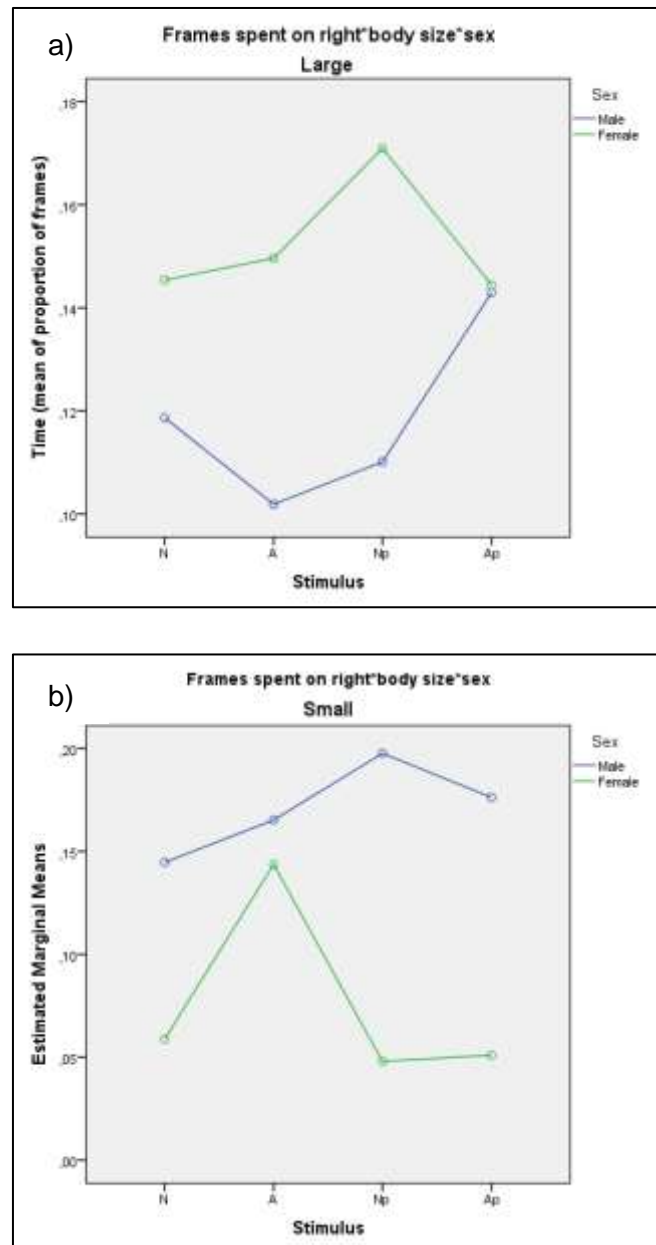 a)
Frames spent on right*body size*sex
Large
Sex
Male
Female
.18
.16
.14
.12
.10
Time (mean of proportion of frames)
N A Np Ap
Stimulus
b)
Frames spent on right*body size*sex
Small
Sex
Male
Female
.20
.15
.10
.05
.00
Estimated Marginal Means
N A Np Ap
Stimulus